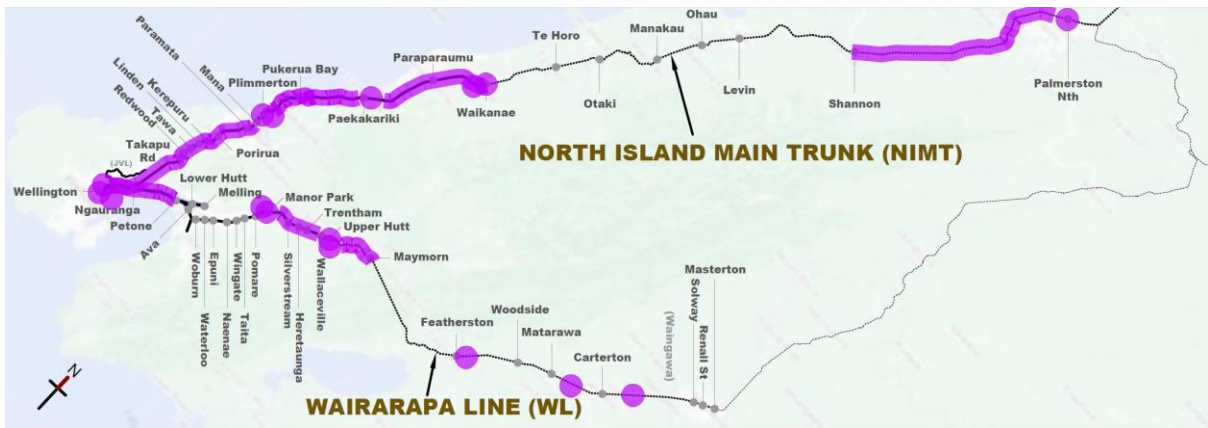 Paramata
Linden
Redwood
Kerepuru
Tawa
Mana
Plimmerton
Pukerua Bay
Paraparaumu
Te Horo
Manakau
Ohau
Takapu
Rd
Porirua
Paekakariki
Waikanae
Otaki
Levin
Shannon
Palmerston
Nth
NORTH ISLAND MAIN TRUNK (NIMT)
(JVL)
Wellington
Lower Hutt
Melling
Ngauranga
Petone
Manor Park
Trentham
Upper Hutt
Maymorn
Ava
Woburn
Waterloo
Epuni
Naenae
Wingate
Taita
Pomare
Silverstream
Heretaunga
Wallaceville
Featherston
Woodside
Matarawa
Carterton
Masterton
Solway
(Waingawa)
Renall St
WAIRARAPA LINE (WL)
N